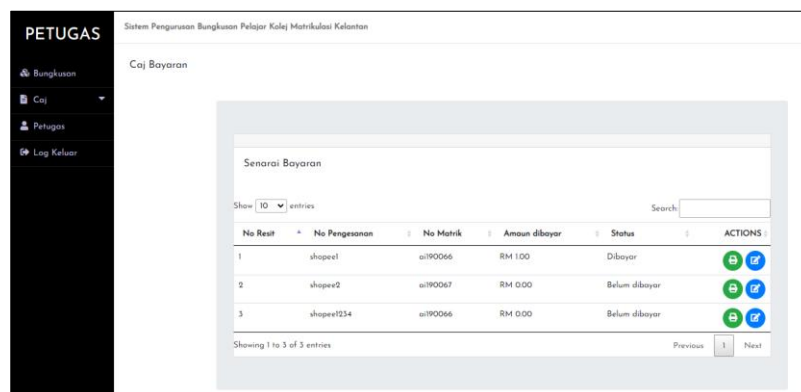 PETUGAS
Sistem Pengurusan Bungkusan Pelajar Kolej Matrikulasi Kelantan
Bungkusan
Caj
Petugas
Log Keluar
Caj Bayaran
Senarai Bayaran
Show 10 entries
Search:
No Resit No Pengesanan No Matrik Amaun dibayar Status ACTIONS
1 shopee1 ai190066 RM 1.00 Dibayar
2 shopee2 ai190067 RM 0.00 Belum dibayar
3 shopee1234 ai190066 RM 0.00 Belum dibayar
Showing 1 to 3 of 3 entries
Previous 1 Next